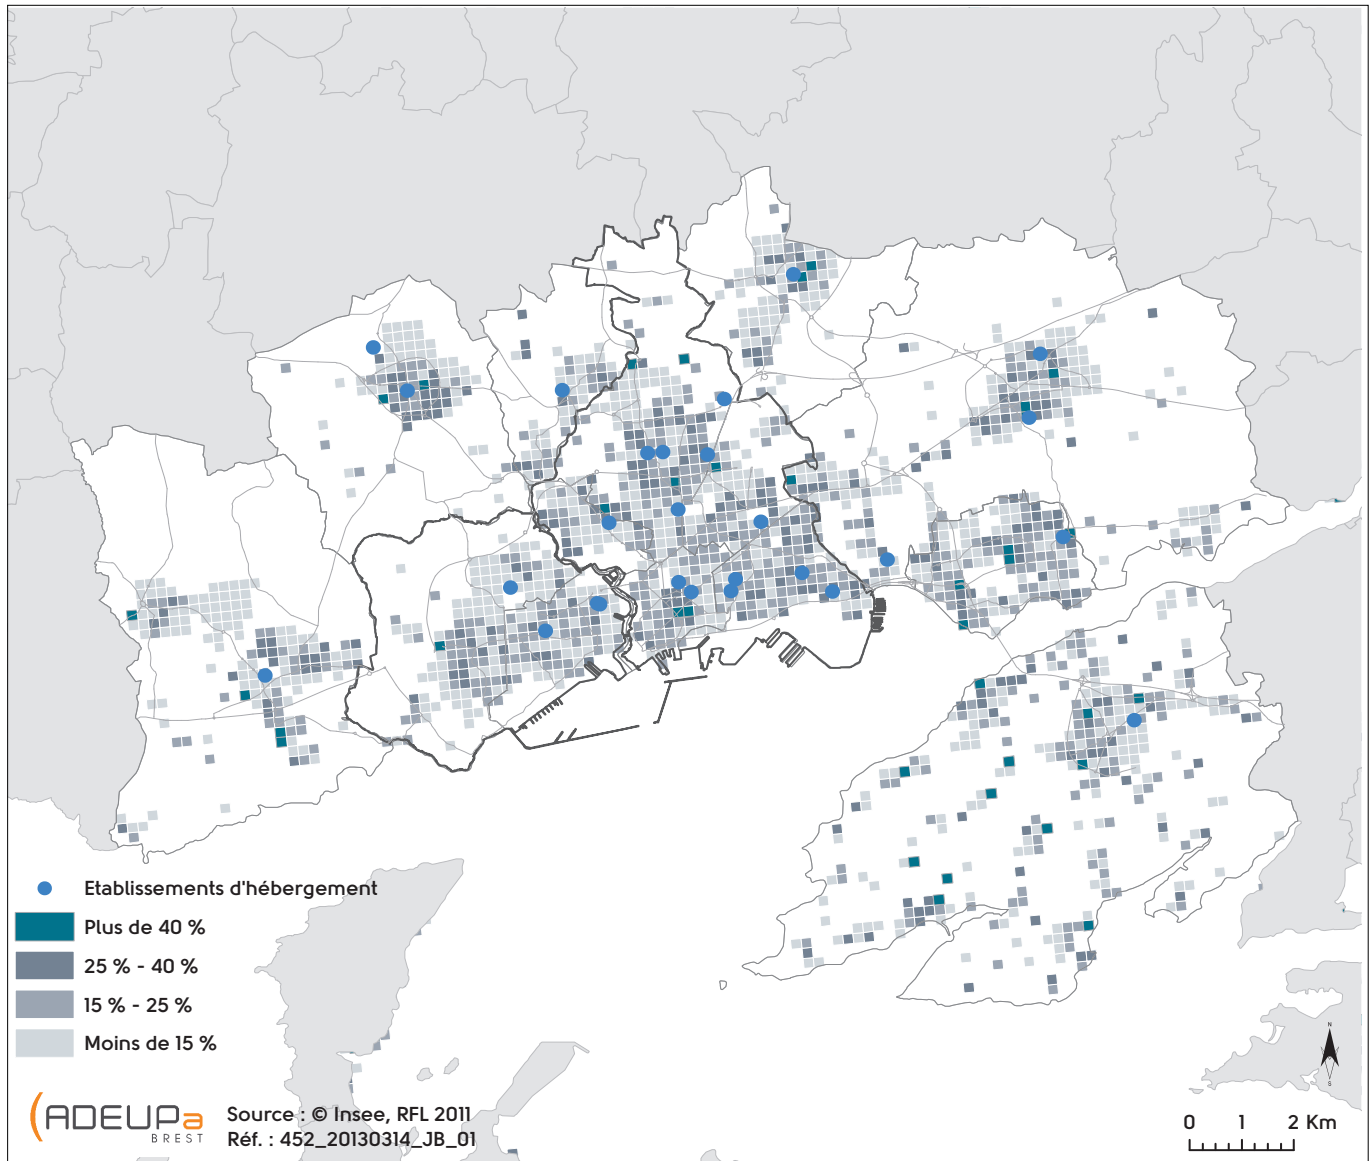 Etablissements d'hébergement
Plus de 40 %
25 % - 40 %
15 % - 25 %
Moins de 15 %
ADEUPa
BREST
Source : © Insee, RFL 2011
Réf. : 452_20130314_JB_01
N
S
0 1 2 Km